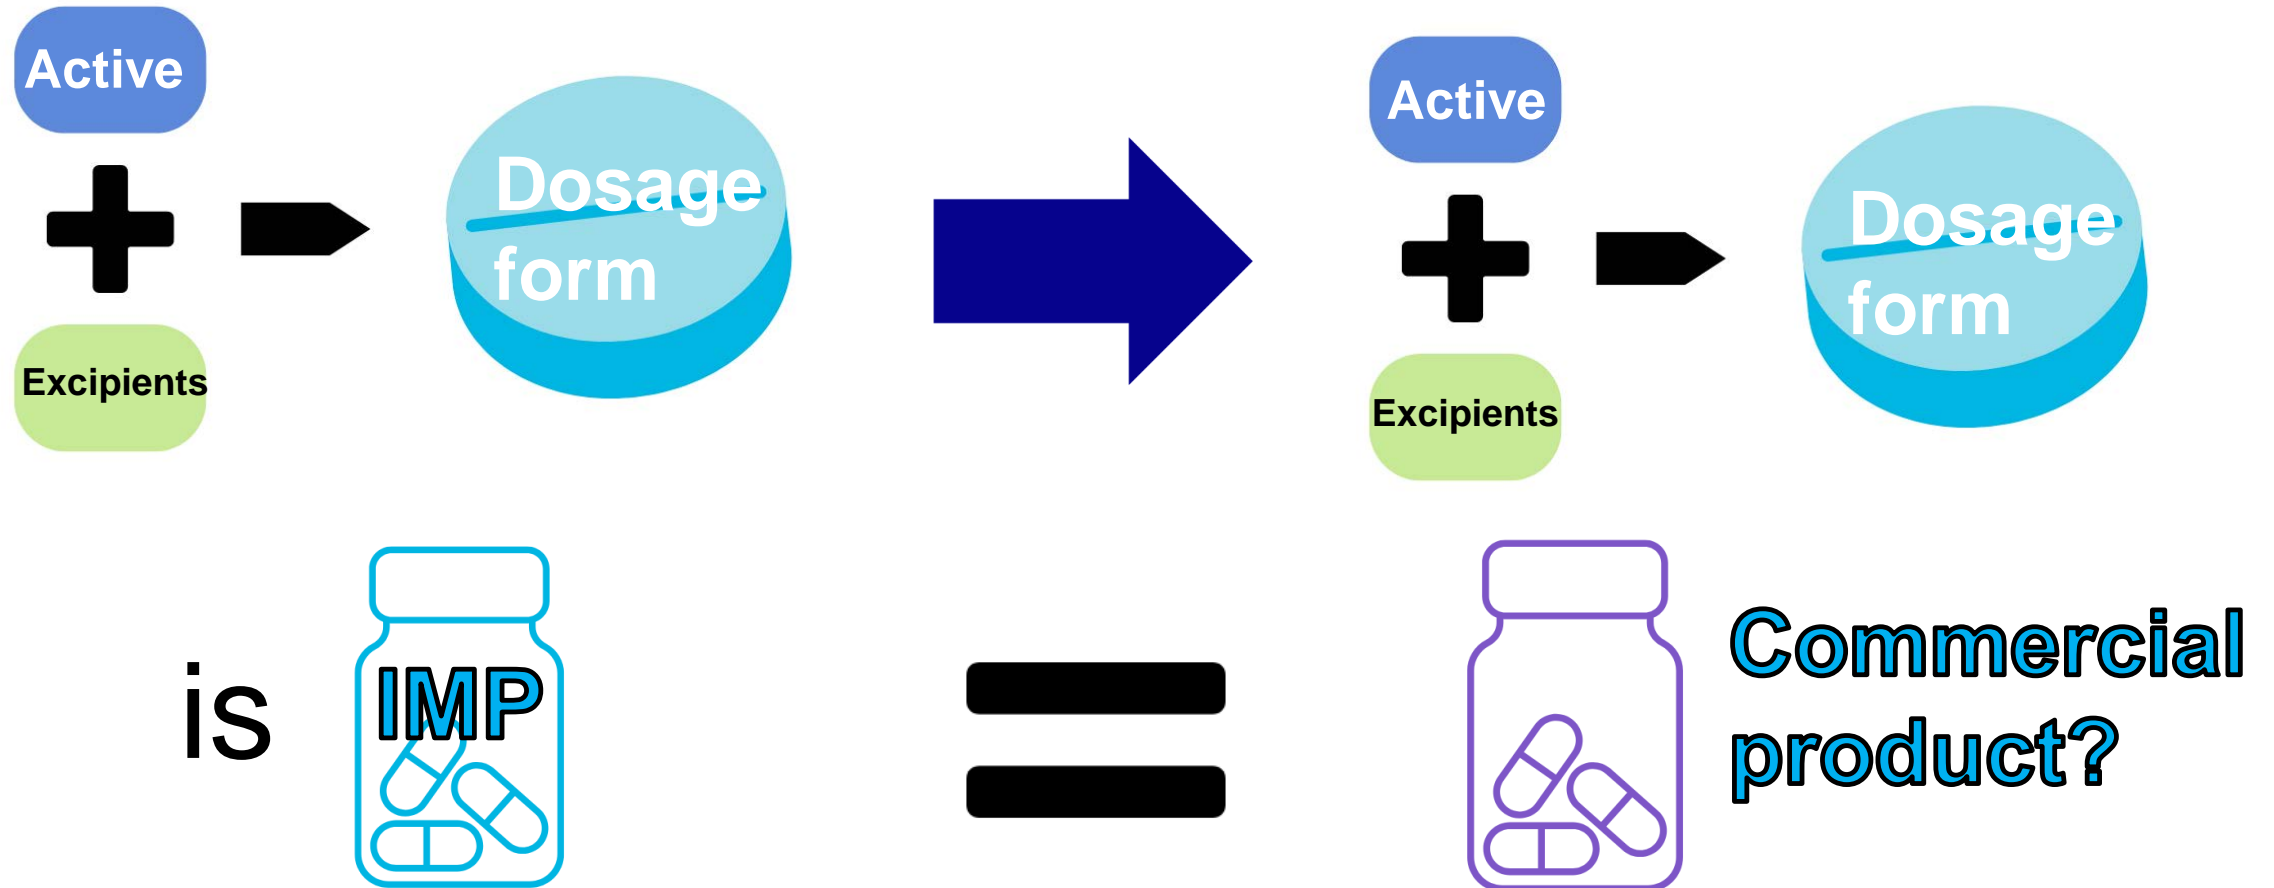 Active
Dosage
form
Excipients
Active
Dosage
form
Excipients
is
IMP
Commercial
product?